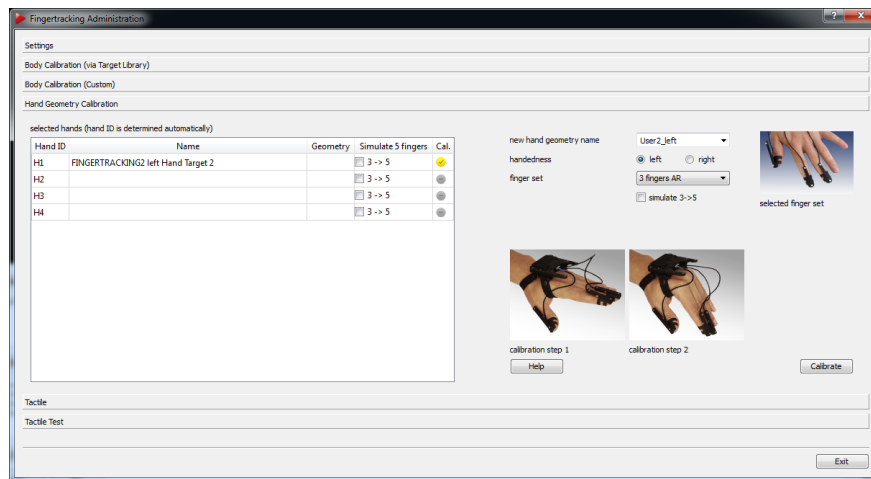 Fingertracking Administration
Settings
Body Calibration (via Target Library)
Body Calibration (Custom)
Hand Geometry Calibration
selected hands (hand ID is determined automatically)
Hand ID Name Geometry Simulate 5 fingers Cal.
H1 FINGERTRACKING2 left Hand Target 2 3 -> 5
H2 3 -> 5
H3 3 -> 5
H4 3 -> 5
new hand geometry name User2_left
handedness left right
finger set 3 fingers AR
simulate 3->5
selected finger set
calibration step 1 calibration step 2
Help Calibrate
Tactile
Tactile Test
Exit